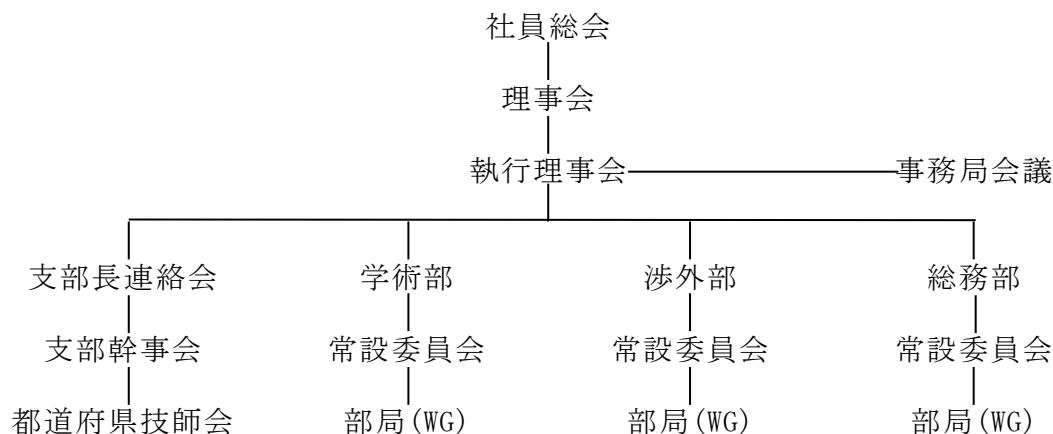 社員総会
理事会
執行理事会 事務局会議
支部長連絡会 学術部 渉外部 総務部
支部幹事会 常設委員会 常設委員会 常設委員会
都道府県技師会 部局(WG) 部局(WG) 部局(WG)